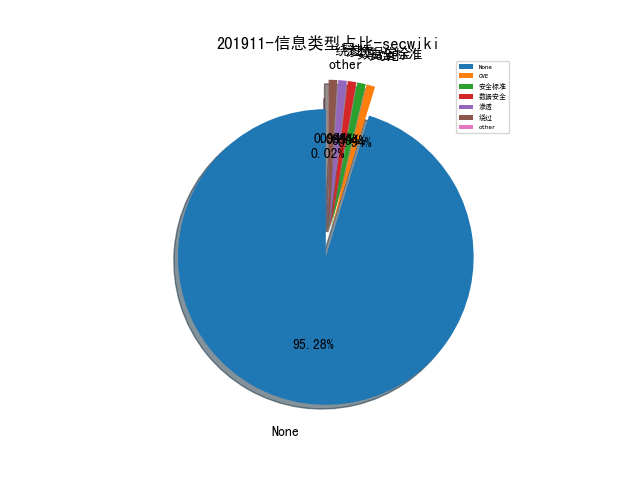 201911-信息类型占比-secwiki
other
None
CVE
安全标准
数据安全
渗透
绕过
other
0.02%
95.28%
None